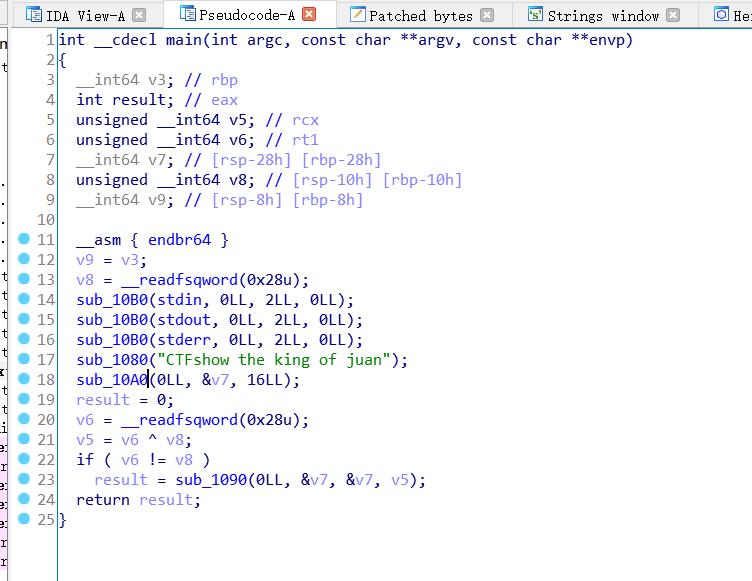 IDA View-A Pseudocode-A Patched bytes Strings window He
1 int __cdecl main(int argc, const char **argv, const char **envp)
2 {
3 __int64 v3; // rbp
4 int result; // eax
5 unsigned __int64 v5; // rcx
6 unsigned __int64 v6; // rt1
7 __int64 v7; // [rsp-28h] [rbp-28h]
8 unsigned __int64 v8; // [rsp-10h] [rbp-10h]
9 __int64 v9; // [rsp-8h] [rbp-8h]
10
11 __asm { endbr64 }
12 v9 = v3;
13 v8 = __readfsqword(0x28u);
14 sub_10B0(stdin, 0LL, 2LL, 0LL);
15 sub_10B0(stdout, 0LL, 2LL, 0LL);
16 sub_10B0(stderr, 0LL, 2LL, 0LL);
17 sub_1080("CTFshow the king of juan");
18 sub_10A0(0LL, &v7, 16LL);
19 result = 0;
20 v6 = __readfsqword(0x28u);
21 v5 = v6 ^ v8;
22 if ( v6 != v8 )
23 result = sub_1090(0LL, &v7, &v7, v5);
24 return result;
25 }